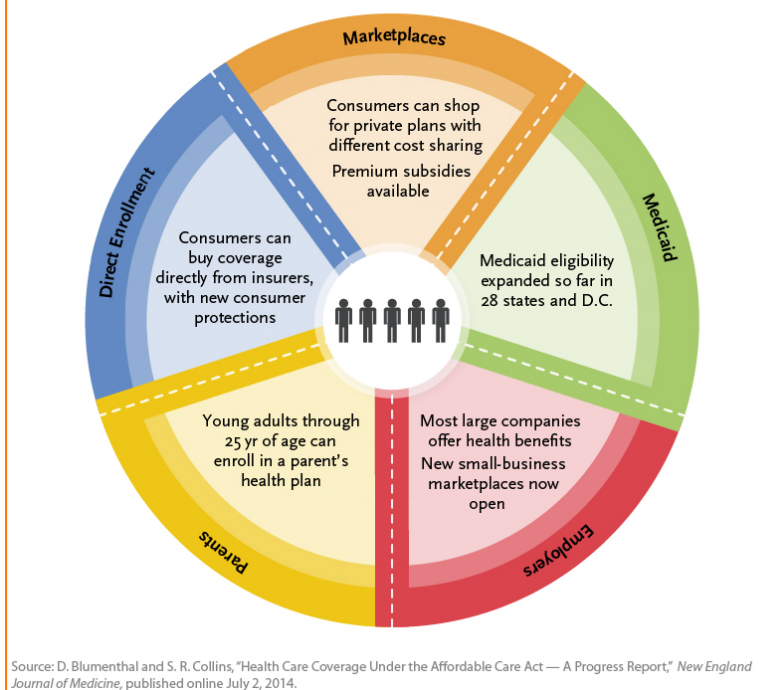 Marketplaces
Consumers can shop
for private plans with
different cost sharing
Premium subsidies
available
Medicaid
Medicaid eligibility
expanded so far in
28 states and D.C.
Employers
Most large companies
offer health benefits
New small-business
marketplaces now
open
Parents
Young adults through
25 yr of age can
enroll in a parent's
health plan
Direct Enrollment
Consumers can
buy coverage
directly from insurers,
with new consumer
protections
Source: D. Blumenthal and S. R. Collins, “Health Care Coverage Under the Affordable Care Act — A Progress Report,” New England
Journal of Medicine, published online July 2, 2014.